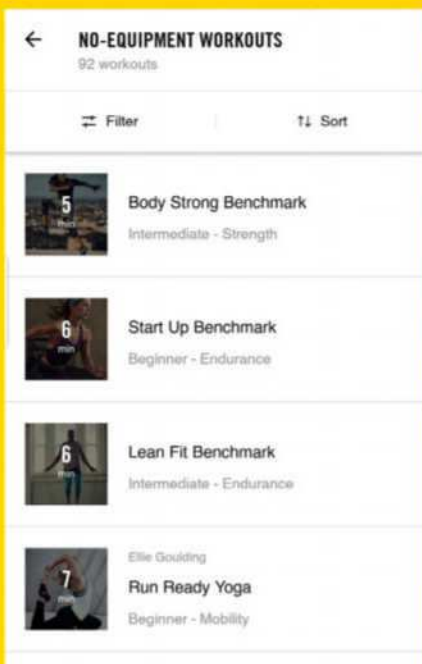 NO-EQUIPMENT WORKOUTS
92 workouts
Filter
Sort
5
min
Body Strong Benchmark
Intermediate - Strength
6
min
Start Up Benchmark
Beginner - Endurance
6
min
Lean Fit Benchmark
Intermediate - Endurance
7
min
Ellie Goulding
Run Ready Yoga
Beginner - Mobility